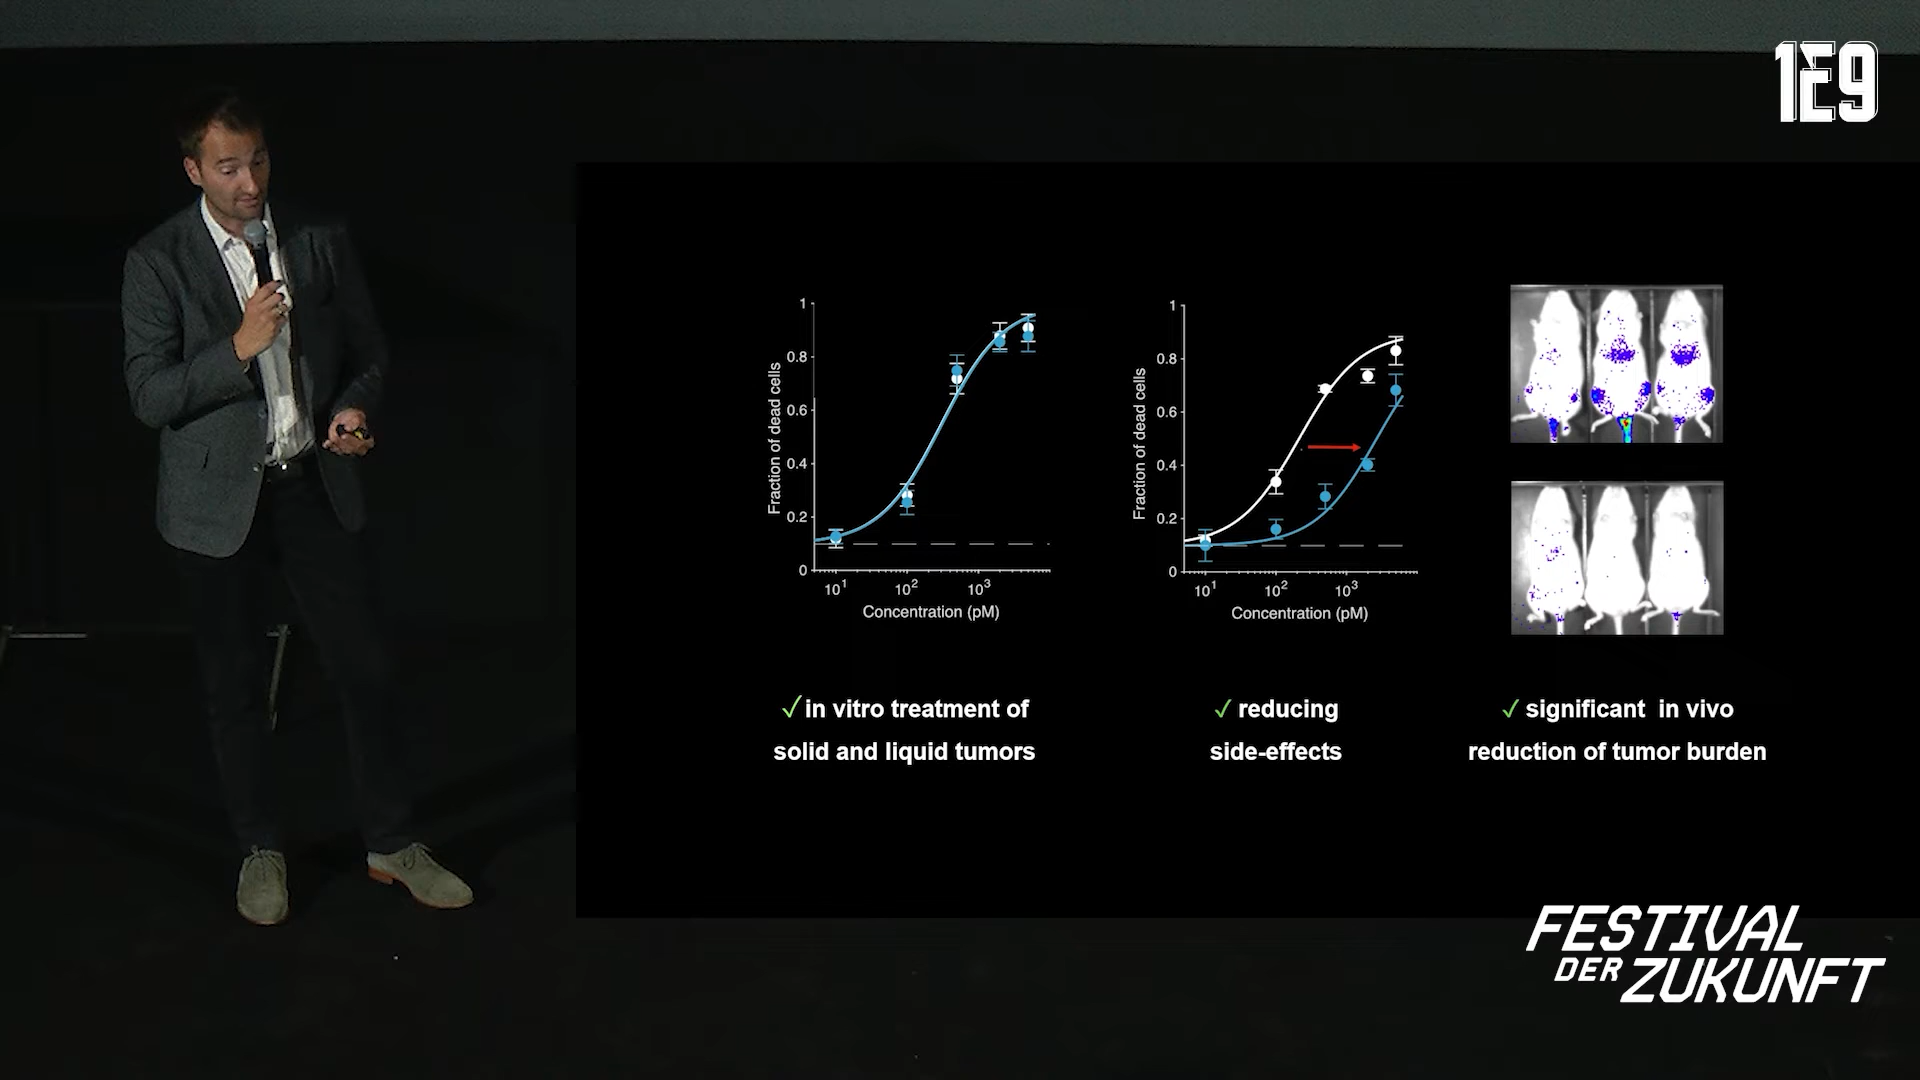 1E9
1
0.8
0.6
0.4
0.2
0
Fraction of dead cells
10¹
10²
10³
Concentration (pM)
1
0.8
0.6
0.4
0.2
0
Fraction of dead cells
10¹
10²
10³
Concentration (pM)
✓ in vitro treatment of
solid and liquid tumors
✓ reducing
side-effects
✓ significant in vivo
reduction of tumor burden
FESTIVAL
DER ZUKUNFT